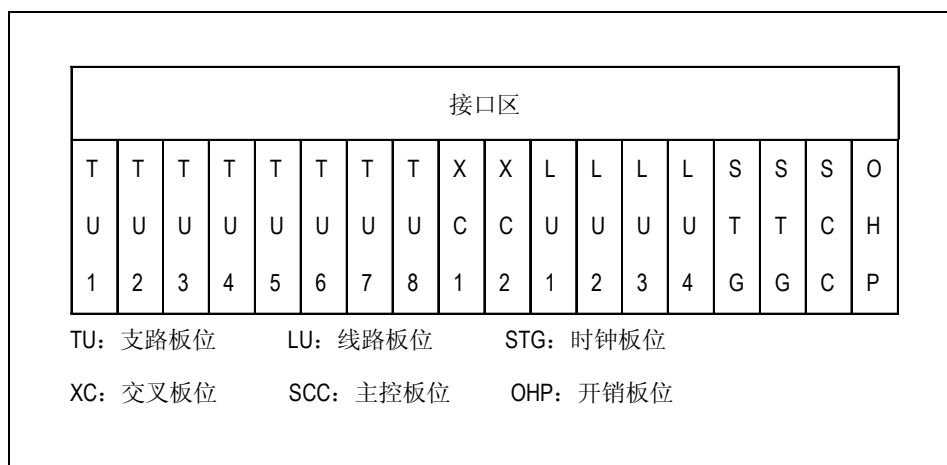 接口区
T T T T T T T T X X L L L L S S S O
U U U U U U U U C C U U U U T T C H
1 2 3 4 5 6 7 8 1 2 1 2 3 4 G G C P
TU：支路板位 LU：线路板位 STG：时钟板位
XC：交叉板位 SCC：主控板位 OHP：开销板位